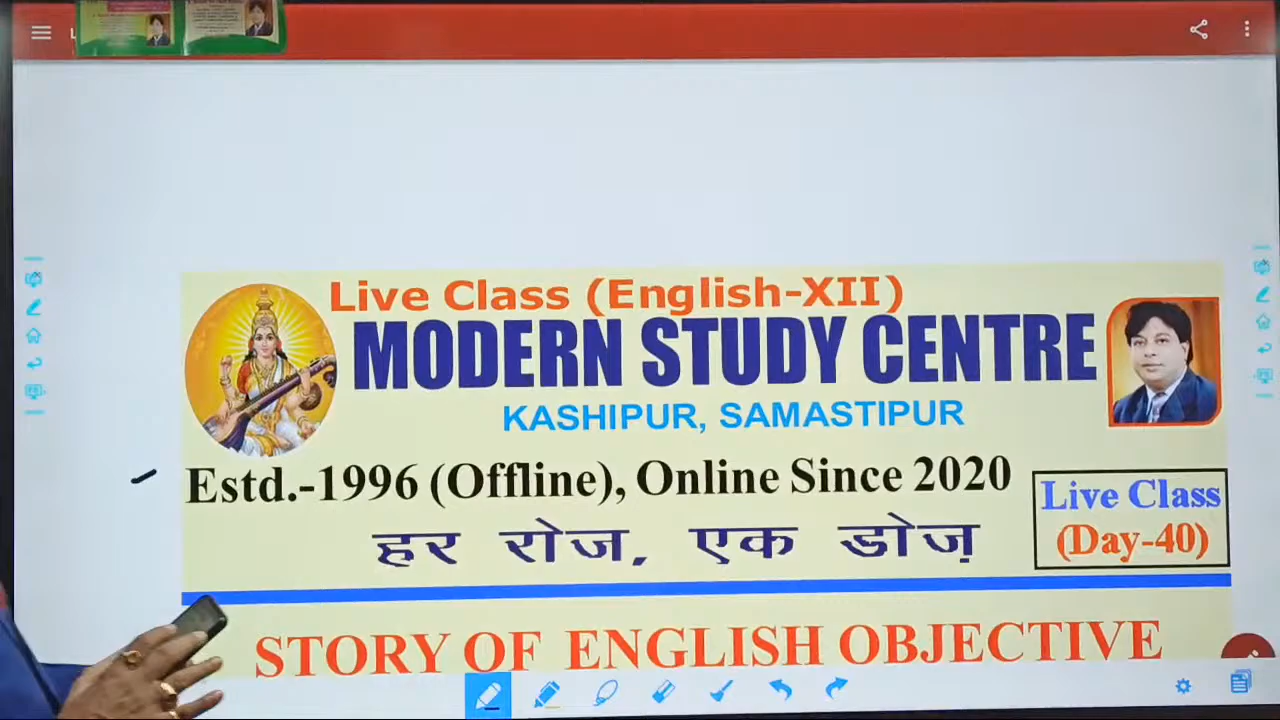 Live Class (English-XII)
MODERN STUDY CENTRE
KASHIPUR, SAMASTIPUR
Estd.-1996 (Offline), Online Since 2020
हर रोज, एक डोज़
Live Class
(Day-40)
STORY OF ENGLISH OBJECTIVE